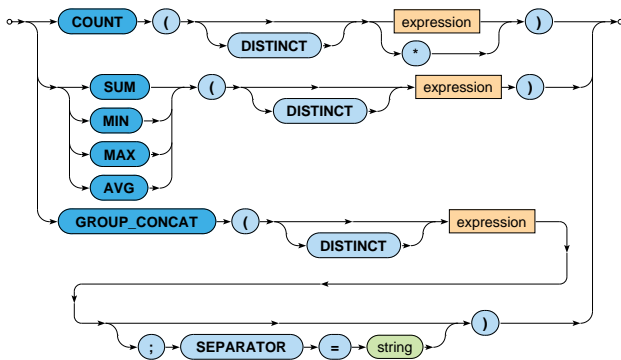 COUNT ( DISTINCT expression * )
SUM ( DISTINCT expression )
MIN
MAX
AVG
GROUP_CONCAT ( DISTINCT expression
; SEPARATOR = string )